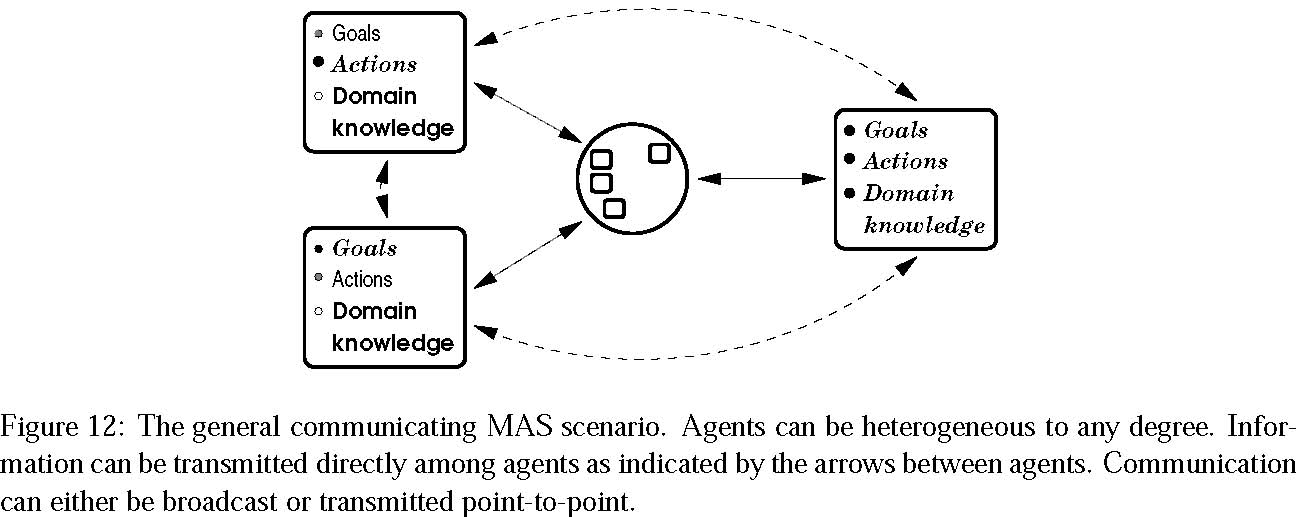 Goals
Actions
Domain
knowledge
Goals
Actions
Domain
knowledge
Goals
Actions
Domain
knowledge
Figure 12: The general communicating MAS scenario. Agents can be heterogeneous to any degree. Infor-
mation can be transmitted directly among agents as indicated by the arrows between agents. Communication
can either be broadcast or transmitted point-to-point.